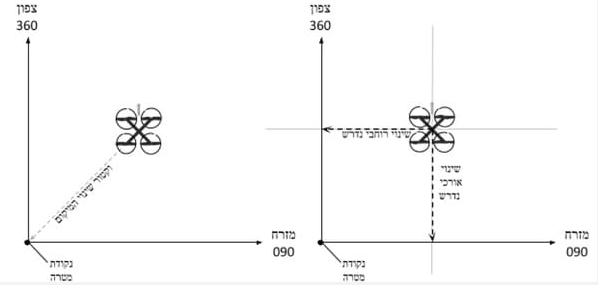 צפון
360
וקטור שינוי המיקום
מזרח
090
נקודת
מטרה
צפון
360
שינוי רוחבי נדרש
שינוי
אורכי
נדרש
מזרח
090
נקודת
מטרה